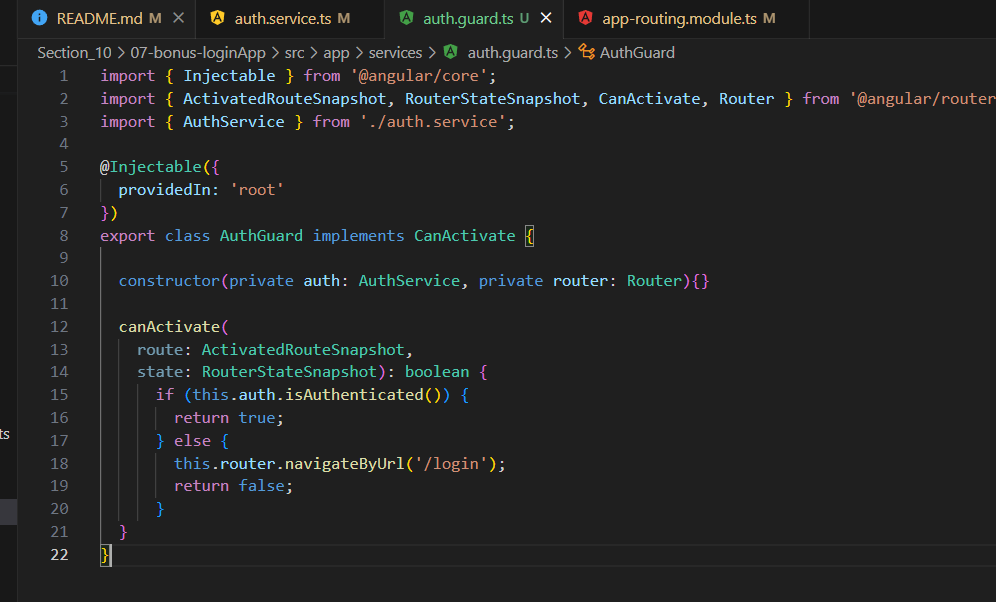 README.md M
auth.service.ts M
auth.guard.ts U
app-routing.module.ts M
Section_10 > 07-bonus-loginApp > src > app > services > auth.guard.ts > AuthGuard
1 import { Injectable } from '@angular/core';
2 import { ActivatedRouteSnapshot, RouterStateSnapshot, CanActivate, Router } from '@angular/router
3 import { AuthService } from './auth.service';
4
5 @Injectable({
6 providedIn: 'root'
7 })
8 export class AuthGuard implements CanActivate {
9
10 constructor(private auth: AuthService, private router: Router){}
11
12 canActivate(
13 route: ActivatedRouteSnapshot,
14 state: RouterStateSnapshot): boolean {
15 if (this.auth.isAuthenticated()) {
16 return true;
17 } else {
18 this.router.navigateByUrl('/login');
19 return false;
20 }
21 }
22 }
ts